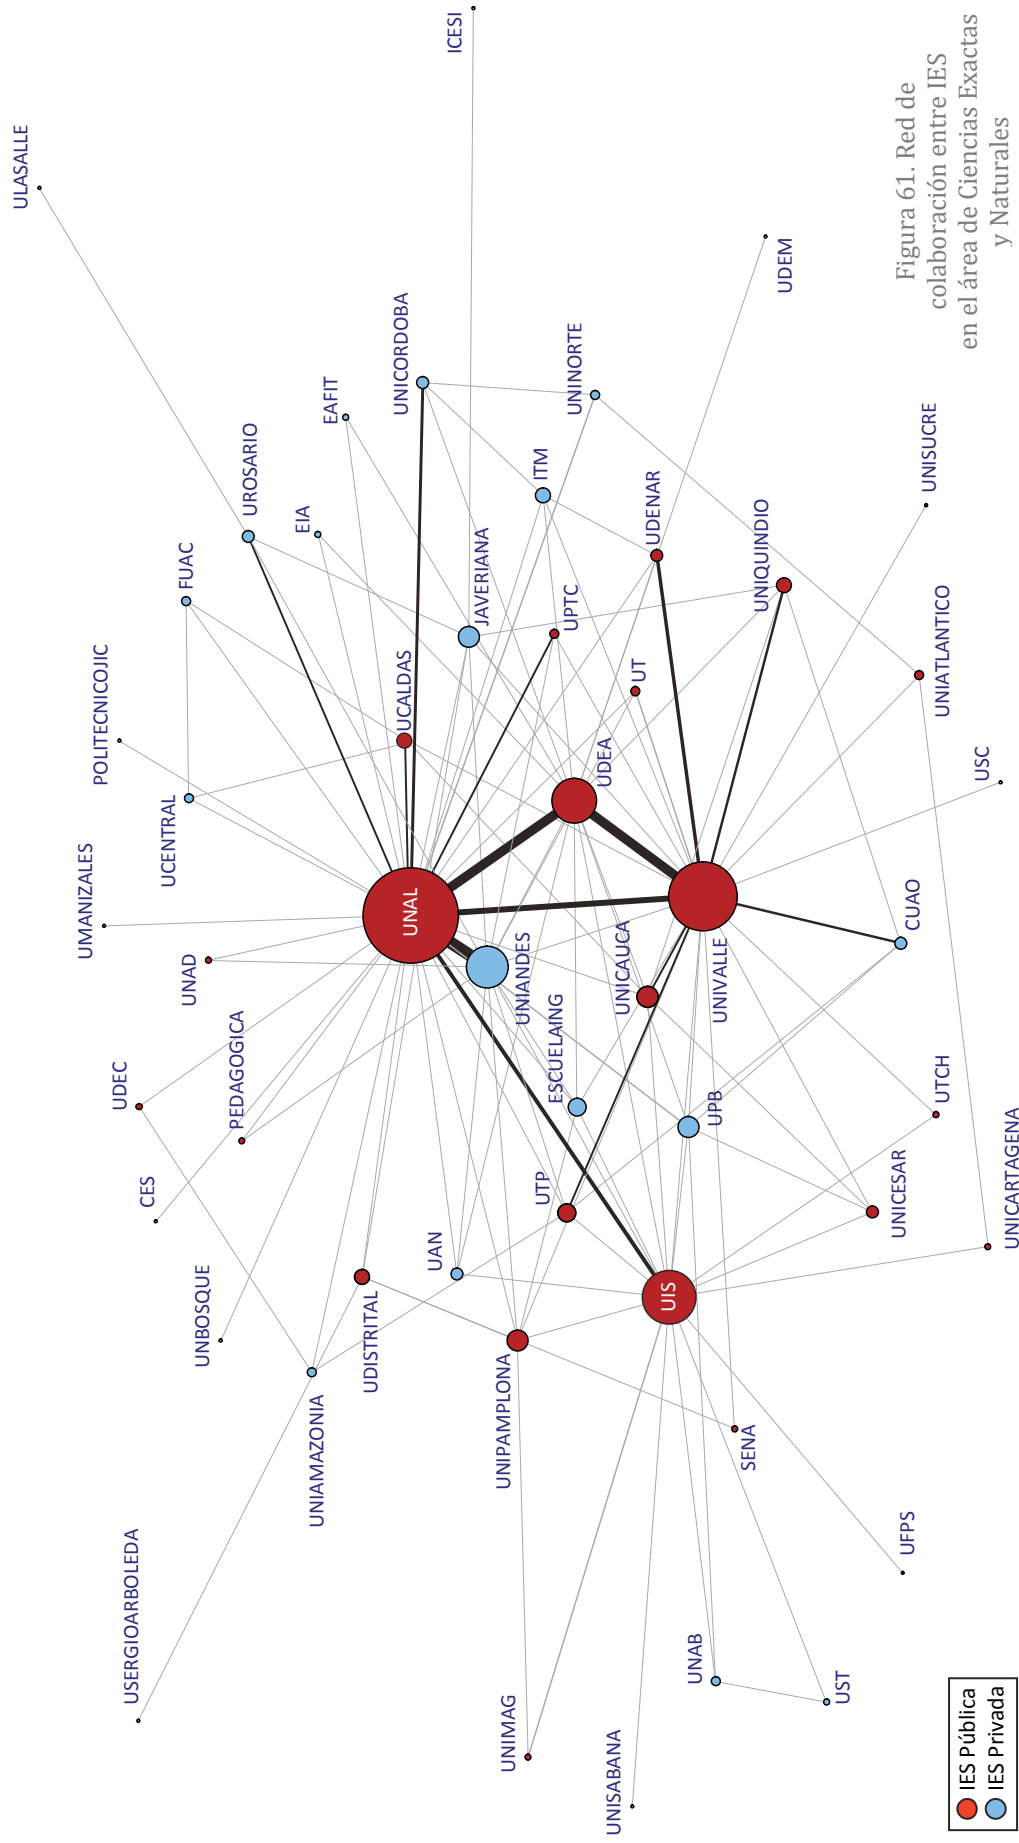 ICESI
ULASALLE
UDEM
UNICORDOBA
UNINORTE
EAFIT
UROSARIO
ITM
EIA
UNISUCRE
UDENAR
FUAC
JAVERIANA
UPTC
UNIQUINDIO
UCALDAS
UT
UNIATLANTICO
POLITECNICOJIC
UDEA
USC
UCENTRAL
UMANIZALES
UNAL
UNAD
UNIANDES
UNICAUCA
UNIVALLE
CUAO
PEDAGOGICA
UDEC
ESCUELAING
UPB
UTCH
CES
UTP
UNICESAR
UNICARTAGENA
UNBOSQUE
UAN
UDISTRITAL
UIS
UNIAMAZONIA
UNIPAMPLONA
SENA
USERGIOARBOLEDA
UFPS
UNAB
UST
UNIMAG
UNISABANA
IES Pública
IES Privada
Figura 61. Red de
colaboración entre IES
en el área de Ciencias Exactas
y Naturales